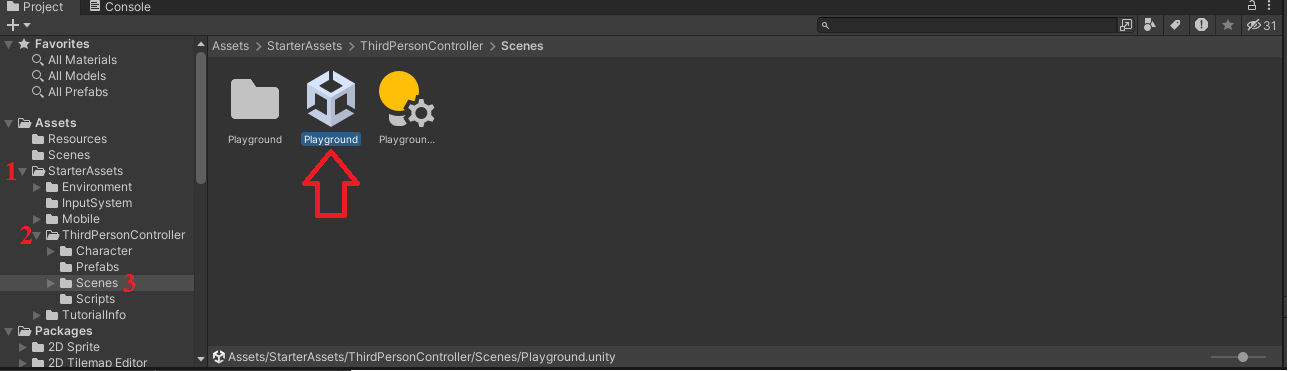 Project
Console
31
Favorites
All Materials
All Models
All Prefabs
Assets
Resources
Scenes
1 StarterAssets
Environment
InputSystem
Mobile
2 ThirdPersonController
Character
Prefabs
Scenes 3
Scripts
TutorialInfo
Packages
2D Sprite
2D Tilemap Editor
Assets > StarterAssets > ThirdPersonController > Scenes
Playground
Playground
Playgroun...
Assets/StarterAssets/ThirdPersonController/Scenes/Playground.unity